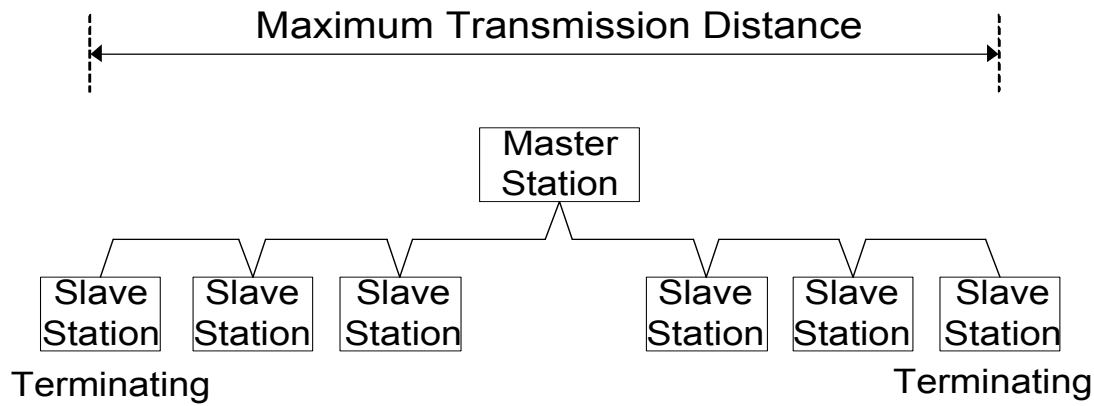 Maximum Transmission Distance
Master
Station
Slave
Station
Slave
Station
Slave
Station
Slave
Station
Slave
Station
Slave
Station
Terminating
Terminating